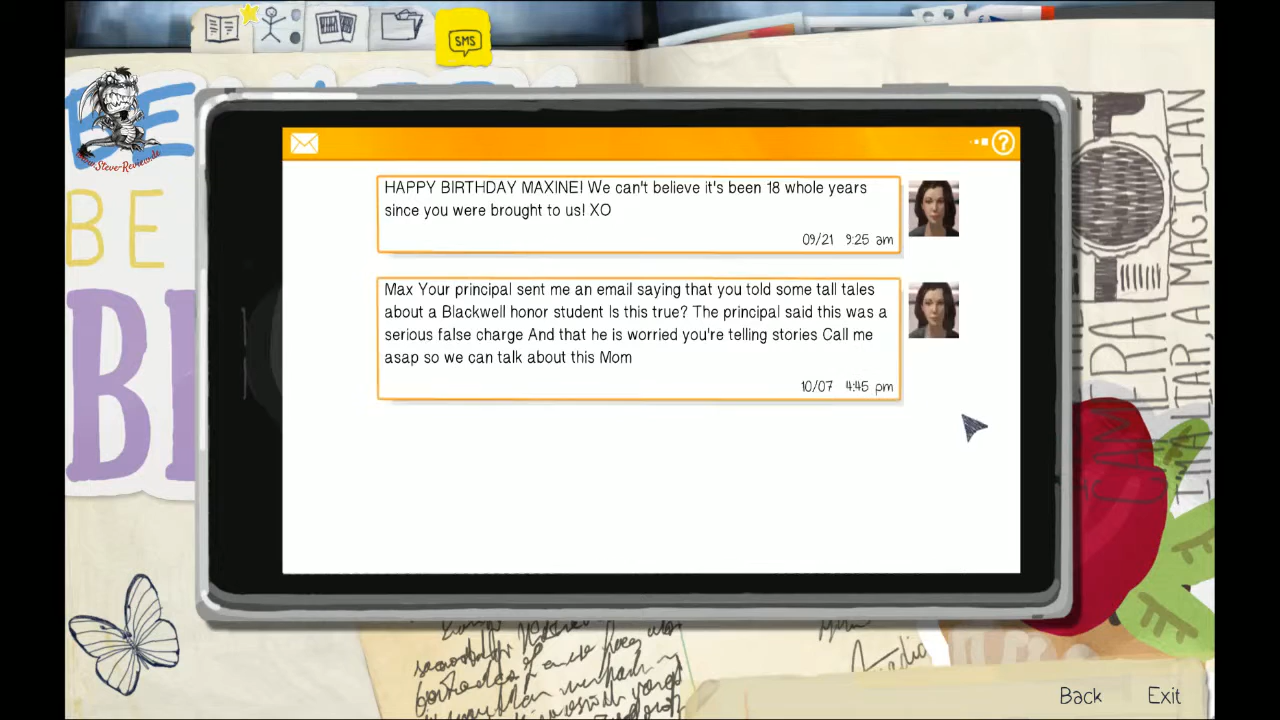 SMS
www.Steve-Reviews.de
BE
BE
B
?
HAPPY BIRTHDAY MAXINE! We can't believe it's been 18 whole years
since you were brought to us! XO
09/21 9:25 am
Max Your principal sent me an email saying that you told some tall tales
about a Blackwell honor student Is this true? The principal said this was a
serious false charge And that he is worried you're telling stories Call me
asap so we can talk about this Mom
10/07 4:45 pm
CAMERA
I'M A LIAR, A MAGICIAN
Back
Exit